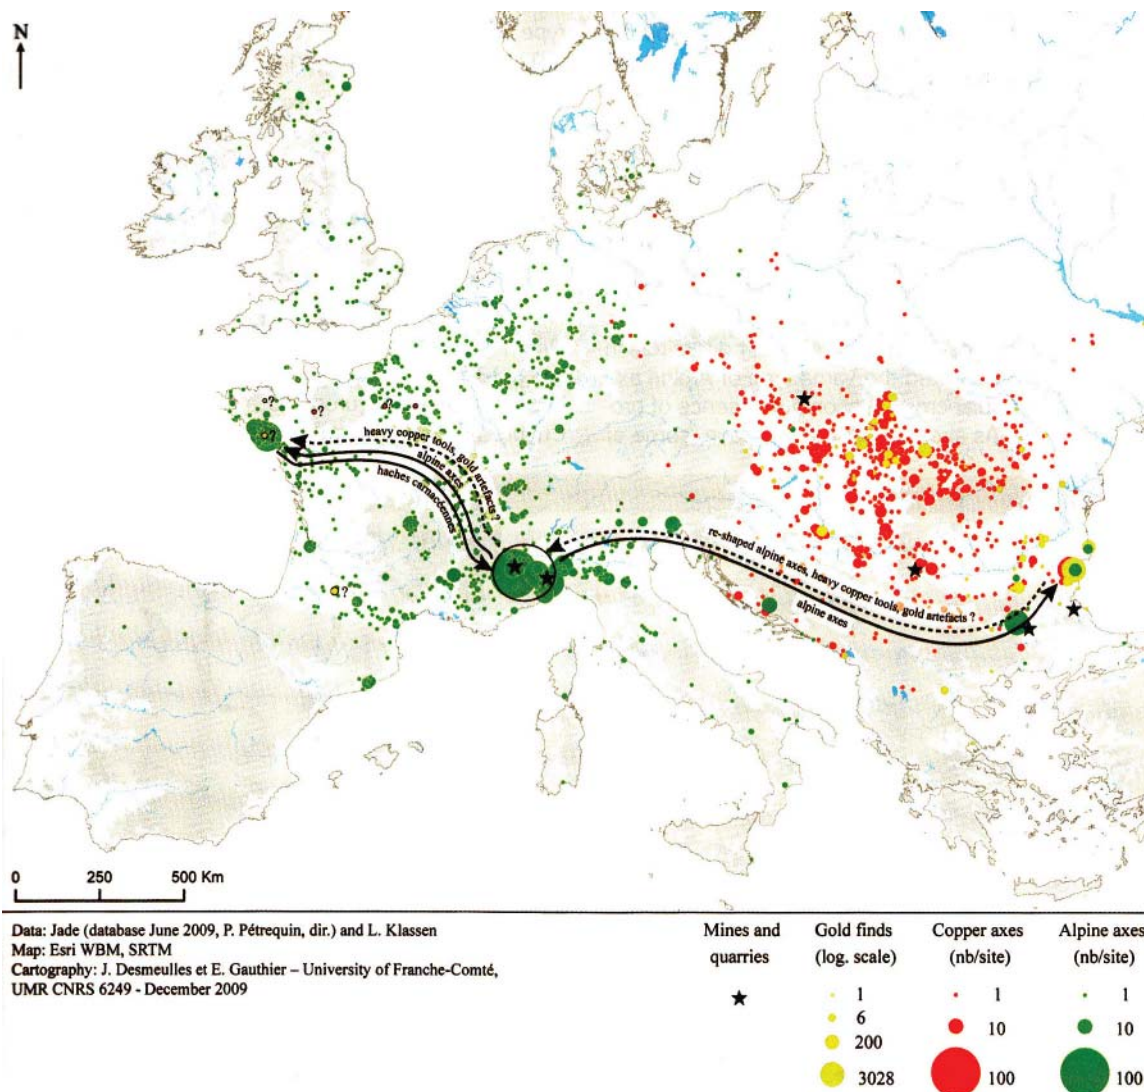 N
?
?
?
?
?
heavy copper tools, gold artefacts ?
alpine axes
haches carnacéennes
re-shaped alpine axes, heavy copper tools, gold artefacts ?
alpine axes
0 250 500 Km
Data: Jade (database June 2009, P. Pétrequin, dir.) and L. Klassen
Map: Esri WBM, SRTM
Cartography: J. Desmeulles et E. Gauthier – University of Franche-Comté,
UMR CNRS 6249 - December 2009
Mines and
quarries
Gold finds
(log. scale)
1
6
200
3028
Copper axes
(nb/site)
1
10
100
Alpine axes
(nb/site)
1
10
100